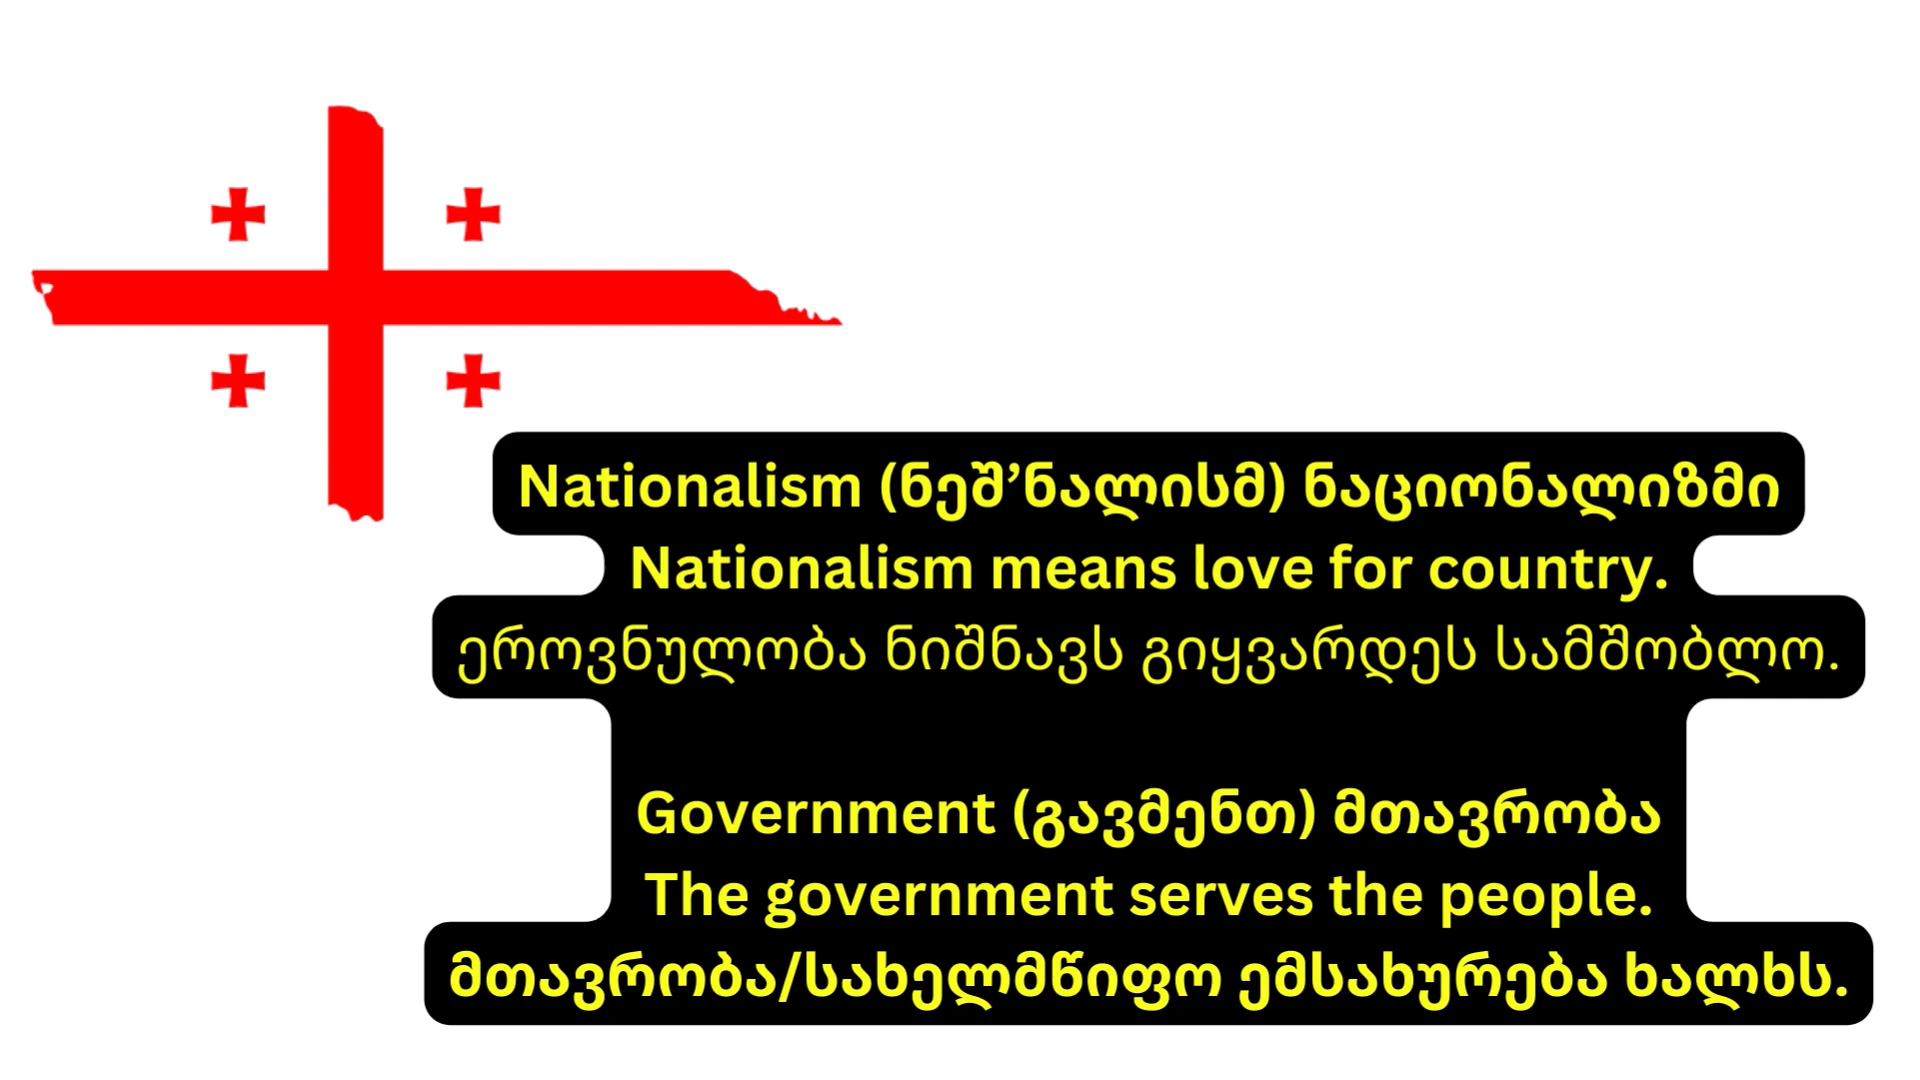 Nationalism (ნეშ’ნალისმ) ნაციონალიზმი
Nationalism means love for country.
ეროვნულობა ნიშნავს გიყვარდეს სამშობლო.
Government (გავმენთ) მთავრობა
The government serves the people.
მთავრობა/სახელმწიფო ემსახურება ხალხს.